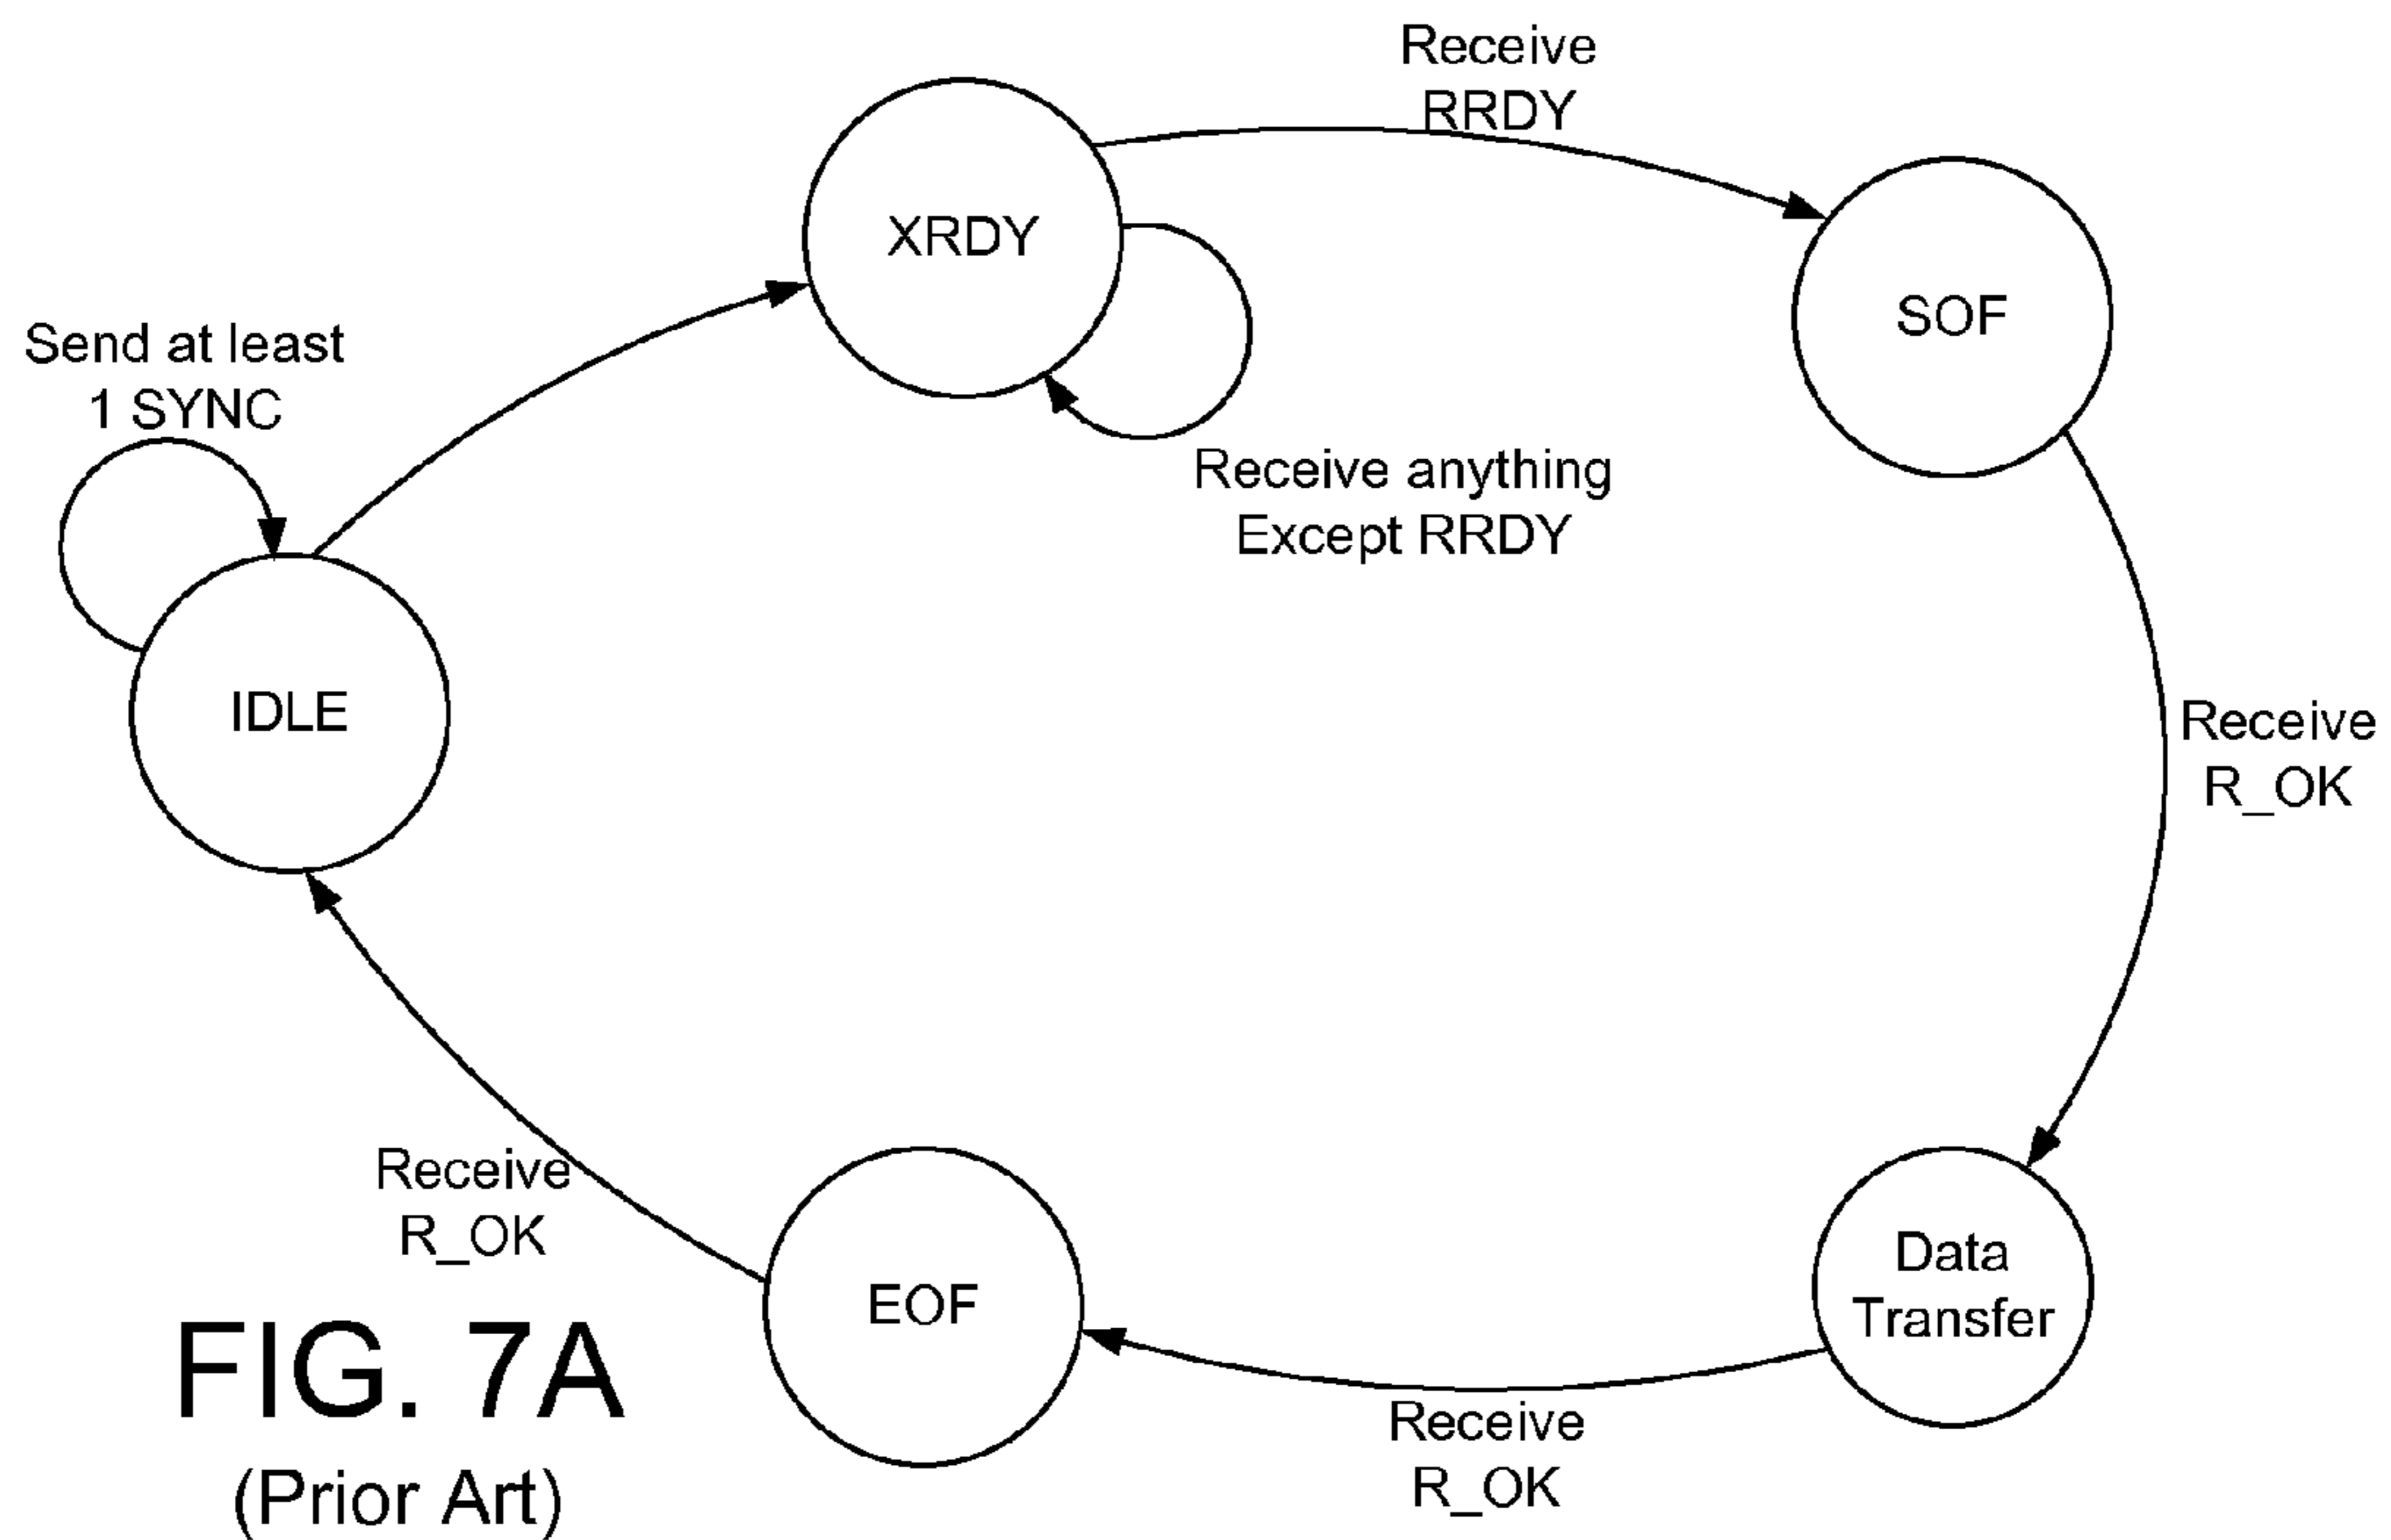 Receive
RRDY
XRDY
SOF
Send at least
1 SYNC
Receive anything
Except RRDY
IDLE
Receive
R_OK
Receive
R_OK
EOF
Data
Transfer
Receive
R_OK
FIG. 7A
(Prior Art)